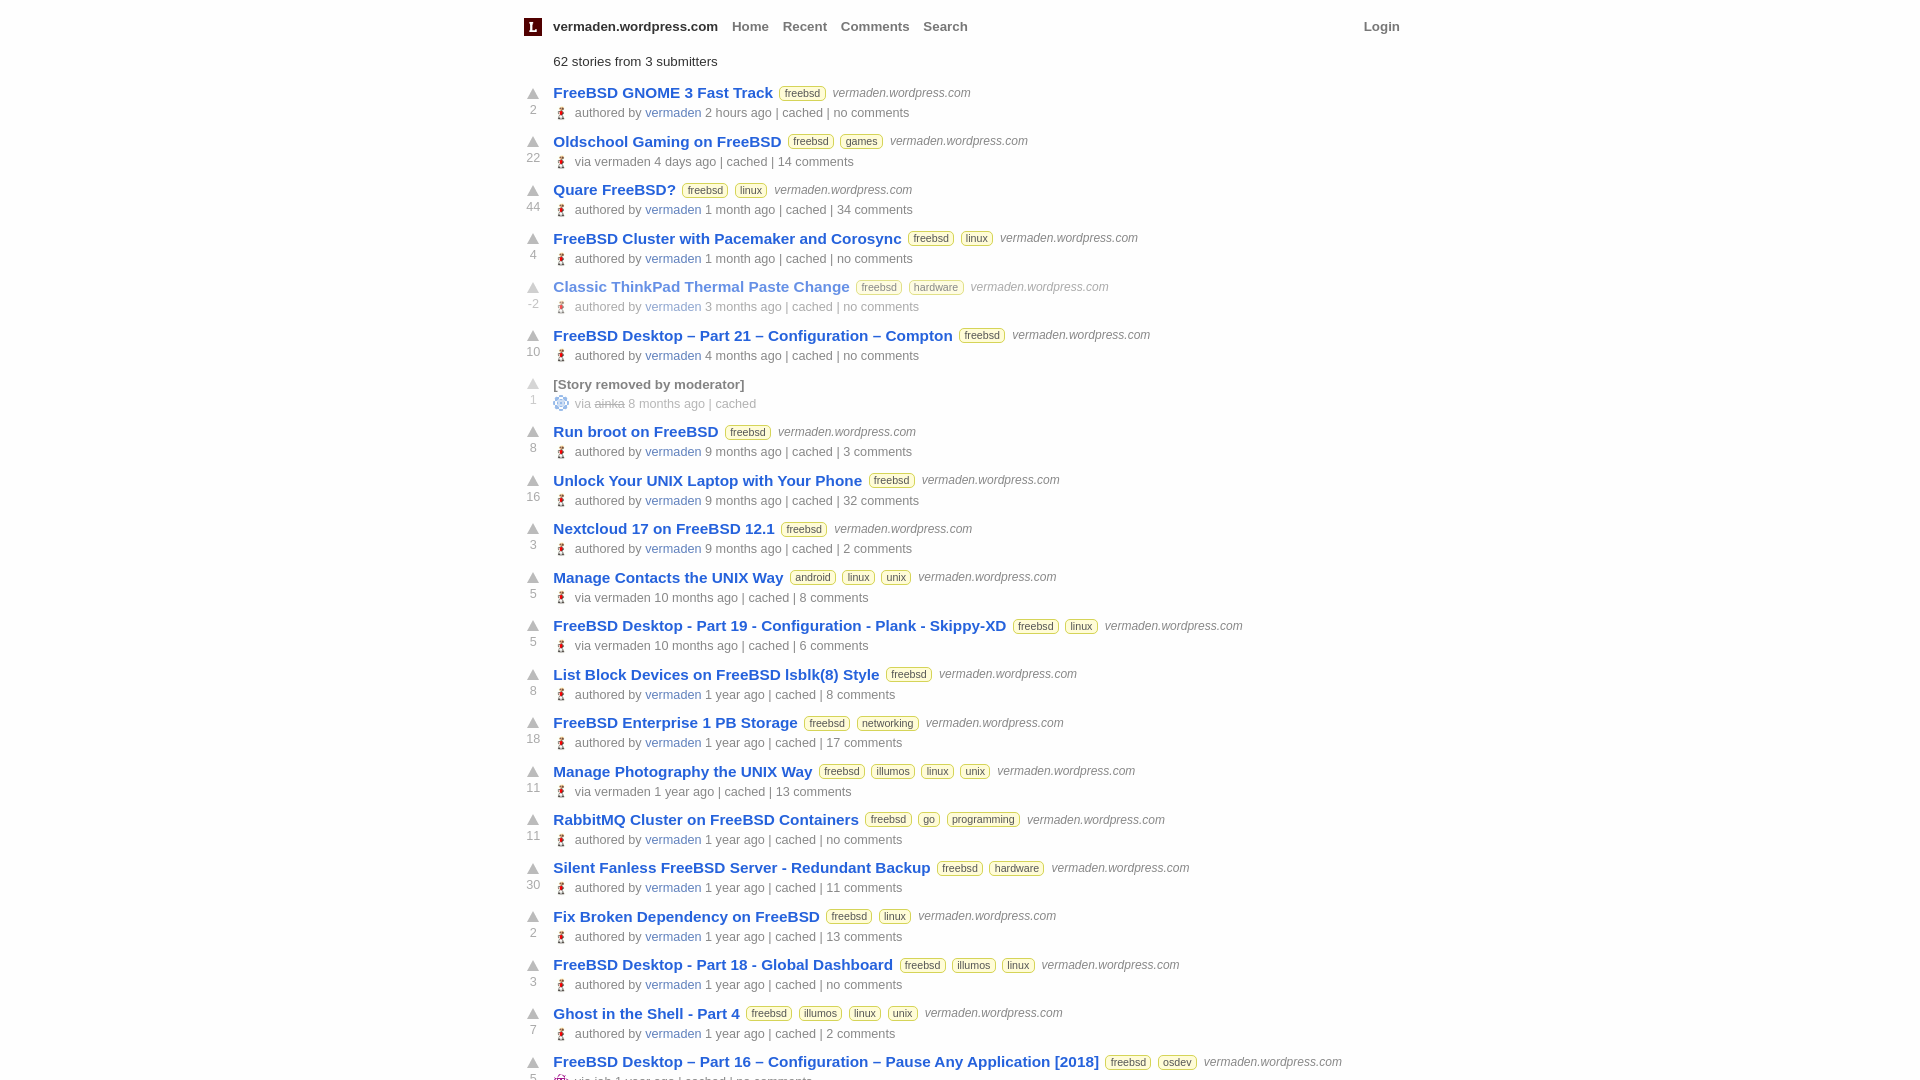 L vermaden.wordpress.com Home Recent Comments Search Login
62 stories from 3 submitters
FreeBSD GNOME 3 Fast Track freebsd vermaden.wordpress.com
2
authored by vermaden 2 hours ago | cached | no comments
Oldschool Gaming on FreeBSD freebsd games vermaden.wordpress.com
22
via vermaden 4 days ago | cached | 14 comments
Quare FreeBSD? freebsd linux vermaden.wordpress.com
44
authored by vermaden 1 month ago | cached | 34 comments
FreeBSD Cluster with Pacemaker and Corosync freebsd linux vermaden.wordpress.com
4
authored by vermaden 1 month ago | cached | no comments
Classic ThinkPad Thermal Paste Change freebsd hardware vermaden.wordpress.com
-2
authored by vermaden 3 months ago | cached | no comments
FreeBSD Desktop – Part 21 – Configuration – Compton freebsd vermaden.wordpress.com
10
authored by vermaden 4 months ago | cached | no comments
[Story removed by moderator]
1
via ainka 8 months ago | cached
Run broot on FreeBSD freebsd vermaden.wordpress.com
8
authored by vermaden 9 months ago | cached | 3 comments
Unlock Your UNIX Laptop with Your Phone freebsd vermaden.wordpress.com
16
authored by vermaden 9 months ago | cached | 32 comments
Nextcloud 17 on FreeBSD 12.1 freebsd vermaden.wordpress.com
3
authored by vermaden 9 months ago | cached | 2 comments
Manage Contacts the UNIX Way android linux unix vermaden.wordpress.com
5
via vermaden 10 months ago | cached | 8 comments
FreeBSD Desktop - Part 19 - Configuration - Plank - Skippy-XD freebsd linux vermaden.wordpress.com
5
via vermaden 10 months ago | cached | 6 comments
List Block Devices on FreeBSD lsblk(8) Style freebsd vermaden.wordpress.com
8
authored by vermaden 1 year ago | cached | 8 comments
FreeBSD Enterprise 1 PB Storage freebsd networking vermaden.wordpress.com
18
authored by vermaden 1 year ago | cached | 17 comments
Manage Photography the UNIX Way freebsd illumos linux unix vermaden.wordpress.com
11
via vermaden 1 year ago | cached | 13 comments
RabbitMQ Cluster on FreeBSD Containers freebsd go programming vermaden.wordpress.com
11
authored by vermaden 1 year ago | cached | no comments
Silent Fanless FreeBSD Server - Redundant Backup freebsd hardware vermaden.wordpress.com
30
authored by vermaden 1 year ago | cached | 11 comments
Fix Broken Dependency on FreeBSD freebsd linux vermaden.wordpress.com
2
authored by vermaden 1 year ago | cached | 13 comments
FreeBSD Desktop - Part 18 - Global Dashboard freebsd illumos linux vermaden.wordpress.com
3
authored by vermaden 1 year ago | cached | no comments
Ghost in the Shell - Part 4 freebsd illumos linux unix vermaden.wordpress.com
7
authored by vermaden 1 year ago | cached | 2 comments
FreeBSD Desktop – Part 16 – Configuration – Pause Any Application [2018] freebsd osdev vermaden.wordpress.com